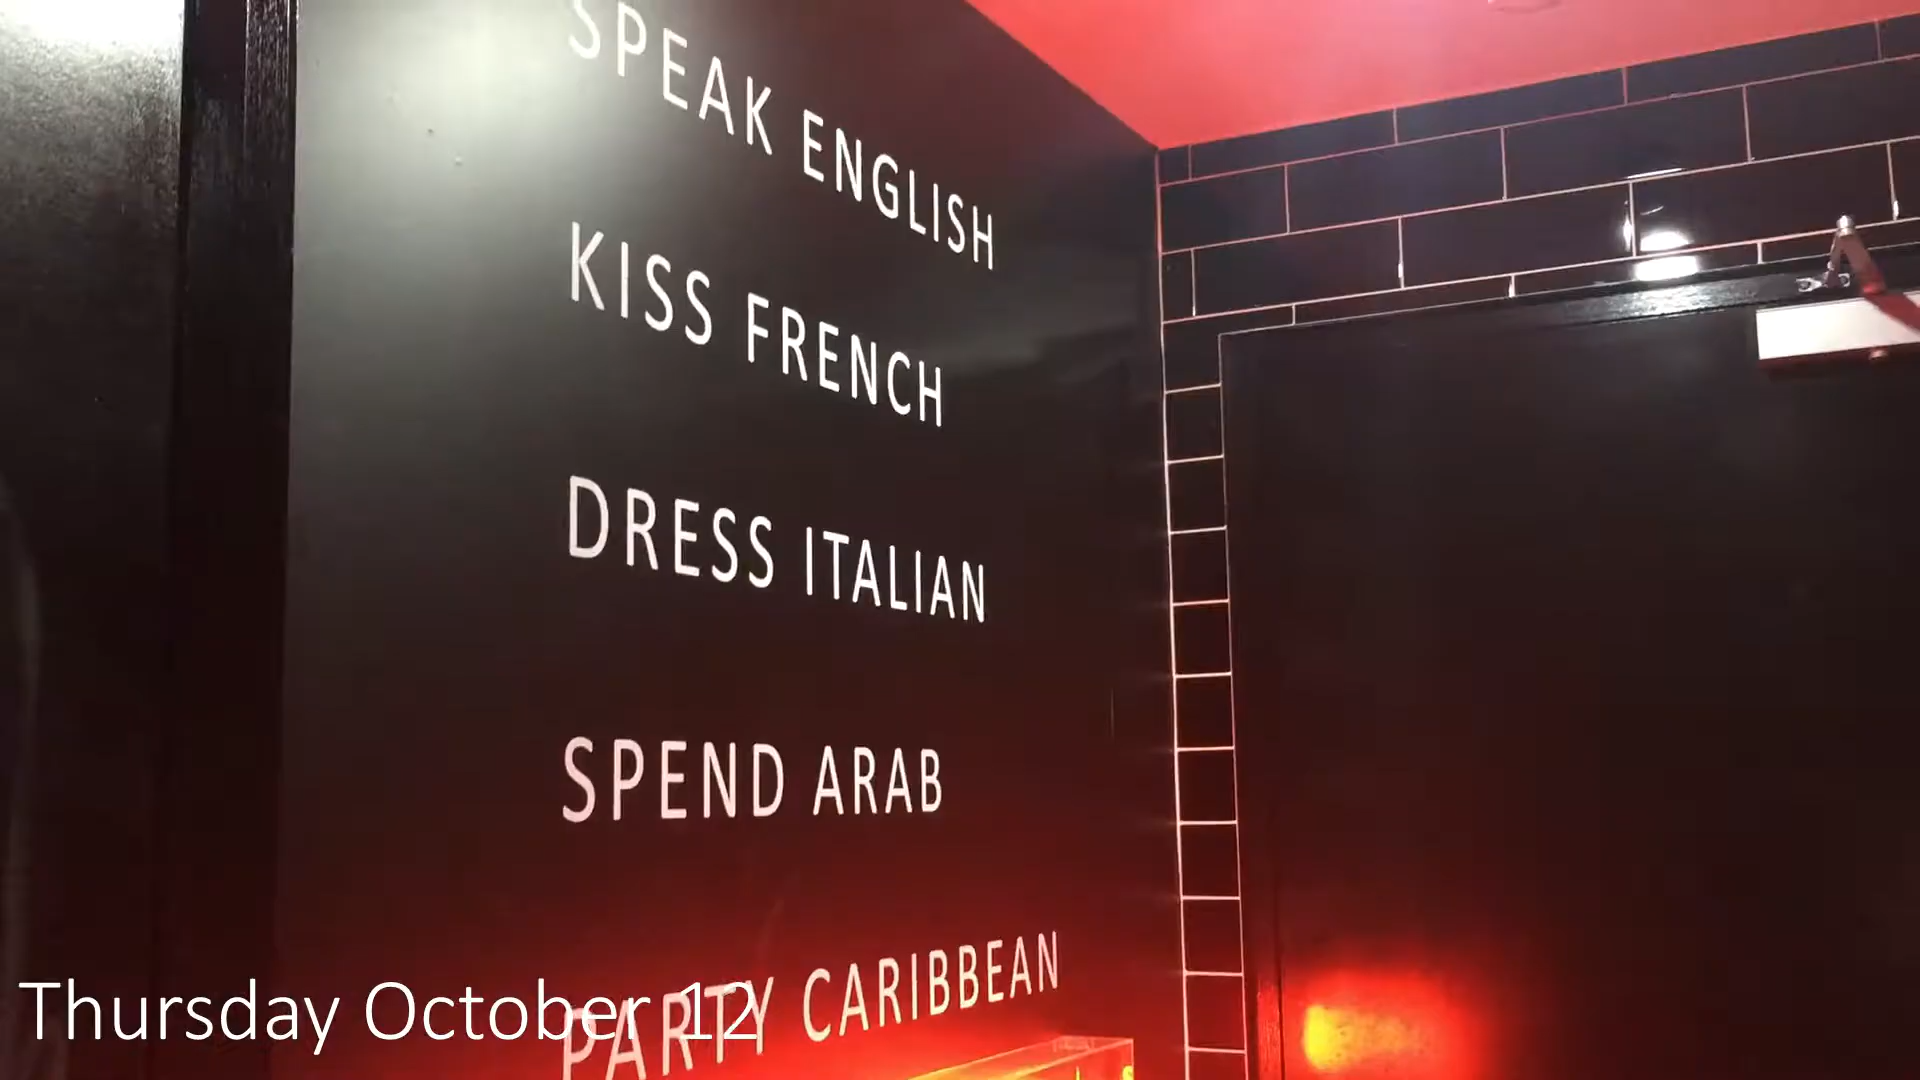 SPEAK ENGLISH
KISS FRENCH
DRESS ITALIAN
SPEND ARAB
PARTY CARIBBEAN
Thursday October 12